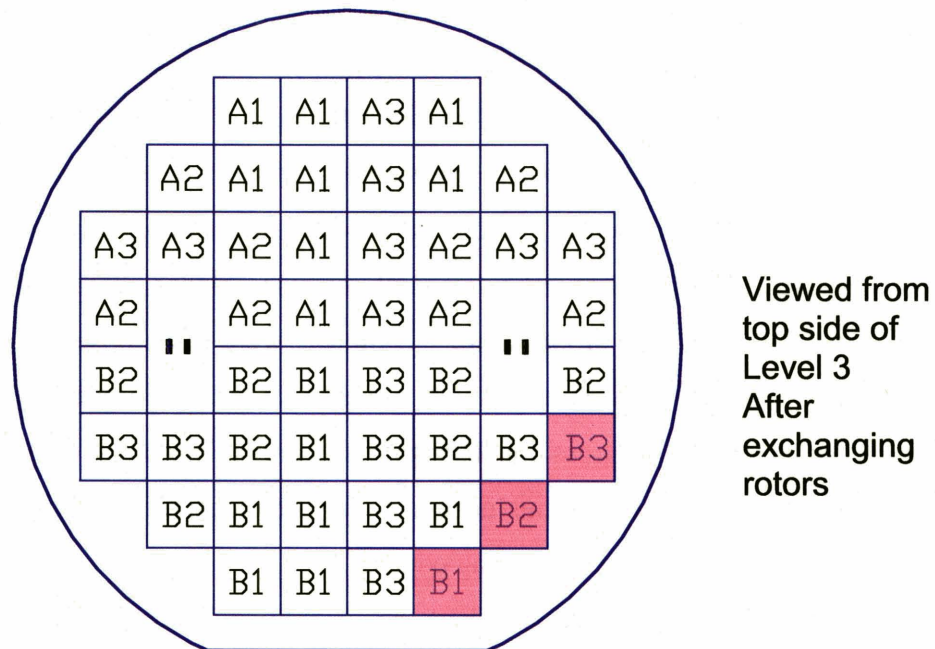 A1 A1 A3 A1
A2 A1 A1 A3 A1 A2
A3 A3 A2 A1 A3 A2 A3 A3
A2 A2 A1 A3 A2 A2
B2 B2 B1 B3 B2 B2
B3 B3 B2 B1 B3 B2 B3 B3
B2 B1 B1 B3 B1 B2
B1 B1 B3 B1
Viewed from
top side of
Level 3
After
exchanging
rotors